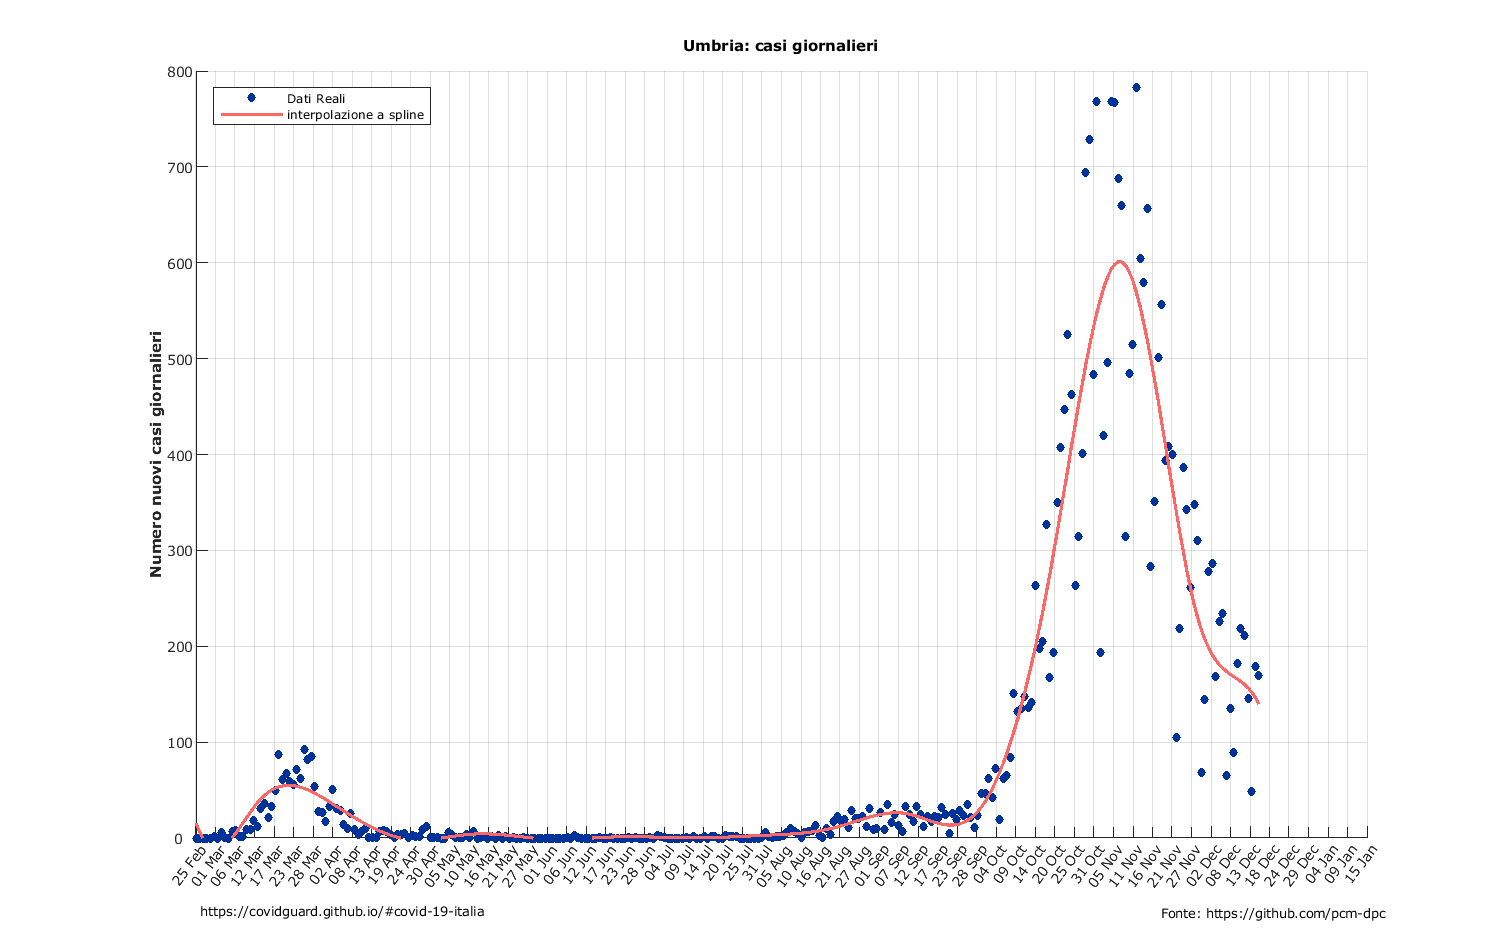 Umbria: casi giornalieri
Dati Reali
interpolazione a spline
Numero nuovi casi giornalieri
800
700
600
500
400
300
200
100
0
25 Feb
01 Mar
06 Mar
12 Mar
17 Mar
23 Mar
28 Mar
02 Apr
08 Apr
13 Apr
19 Apr
24 Apr
30 Apr
05 May
10 May
16 May
21 May
27 May
01 Jun
07 Jun
12 Jun
17 Jun
23 Jun
28 Jun
04 Jul
09 Jul
14 Jul
20 Jul
25 Jul
31 Jul
05 Aug
10 Aug
16 Aug
21 Aug
27 Aug
01 Sep
07 Sep
12 Sep
17 Sep
23 Sep
28 Sep
04 Oct
09 Oct
14 Oct
20 Oct
25 Oct
31 Oct
05 Nov
11 Nov
16 Nov
21 Nov
27 Nov
02 Dec
08 Dec
13 Dec
18 Dec
24 Dec
29 Dec
04 Jan
09 Jan
15 Jan
https://covidguard.github.io/#covid-19-italia
Fonte: https://github.com/pcm-dpc